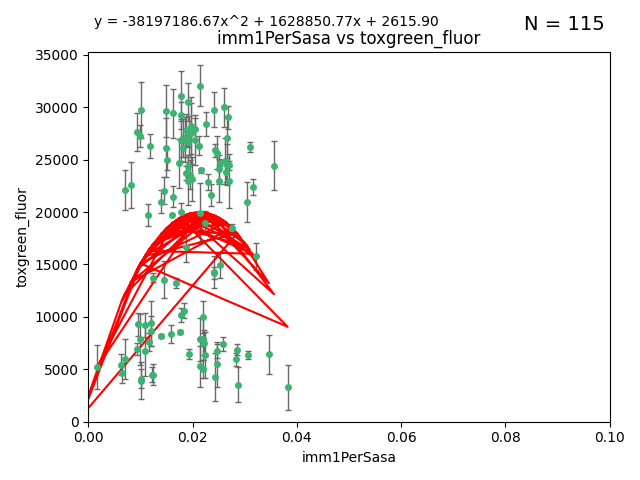 y = -38197186.67x^2 + 1628850.77x + 2615.90
N = 115
imm1PerSasa vs toxgreen_fluor
35000
30000
25000
20000
15000
10000
5000
0
toxgreen_fluor
0.00
0.02
0.04
0.06
0.08
0.10
imm1PerSasa